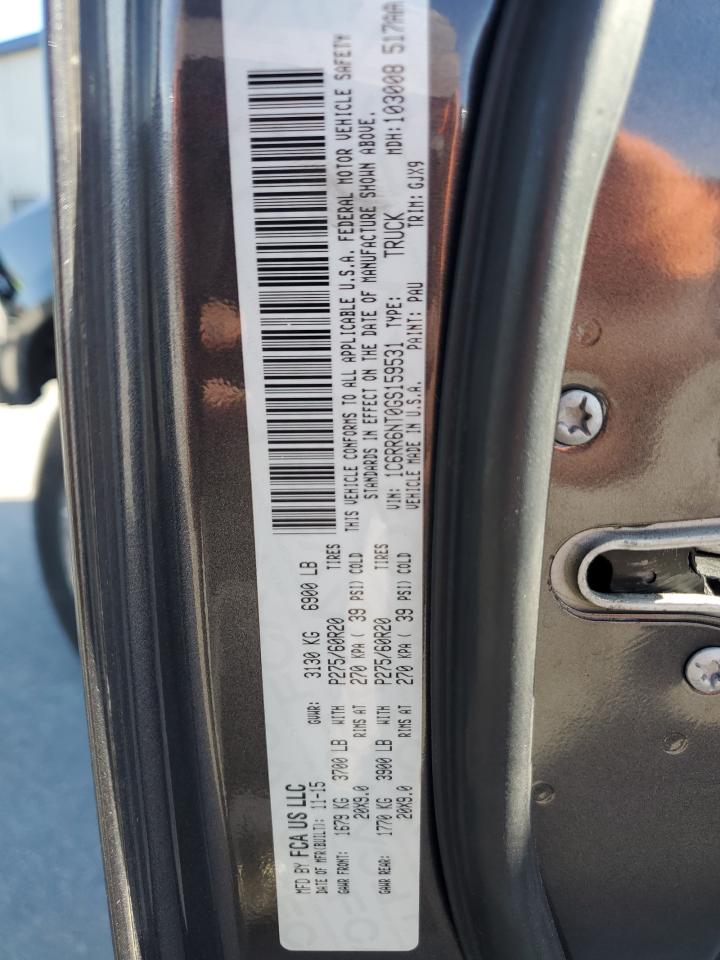 MFD BY FCA US LLC
DATE OF MFR(BUILT): 11-15 GVWR: 3130 KG 6900 LB
GAWR FRONT: 1679 KG 3700 LB WITH P275/60R20 TIRES
20X9.0 RIMS AT 270 KPA ( 39 PSI) COLD
GAWR REAR: 1770 KG 3900 LB WITH P275/60R20 TIRES
20X9.0 RIMS AT 270 KPA ( 39 PSI) COLD
THIS VEHICLE CONFORMS TO ALL APPLICABLE U.S.A. FEDERAL MOTOR VEHICLE SAFETY
STANDARDS IN EFFECT ON THE DATE OF MANUFACTURE SHOWN ABOVE.
VIN: 1C6RR6NT0GS159531 TYPE: TRUCK MDH:103008 517AA
VEHICLE MADE IN U.S.A. PAINT: PAU TRIM: GJX9